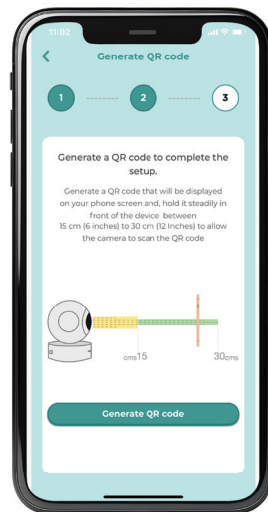 11:02
Generate QR code
1 2 3
Generate a QR code to complete the
setup.
Generate a QR code that will be displayed
on your phone screen and, hold it steadily in
front of the device between
15 cm (6 inches) to 30 cm (12 Inches) to allow
the camera to scan the QR code
cms15 30cms
Generate QR code